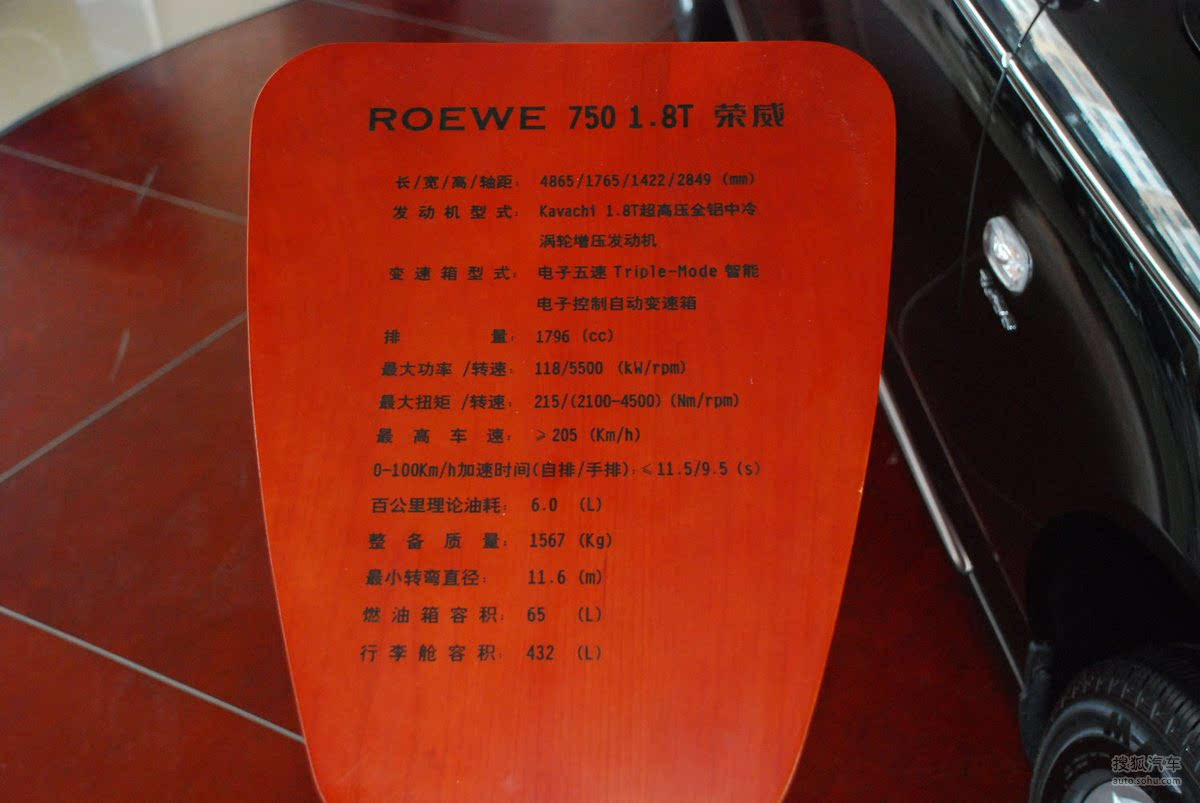 ROEWE 750 1.8T 荣威
长/宽/高/轴距: 4865/1765/1422/2849 (mm)
发动机型式: Kavachi 1.8T超高压全铝中冷
涡轮增压发动机
变速箱型式: 电子五速 Triple-Mode 智能
电子控制自动变速箱
排量: 1796 (cc)
最大功率 /转速: 118/5500 (kW/rpm)
最大扭矩 /转速: 215/(2100-4500) (Nm/rpm)
最高车速: ≥205 (Km/h)
0-100Km/h加速时间(自排/手排): ≤11.5/9.5 (s)
百公里理论油耗: 6.0 (L)
整备质量: 1567 (Kg)
最小转弯直径: 11.6 (m)
燃油箱容积: 65 (L)
行李舱容积: 432 (L)
搜狐汽车
auto.sohu.com